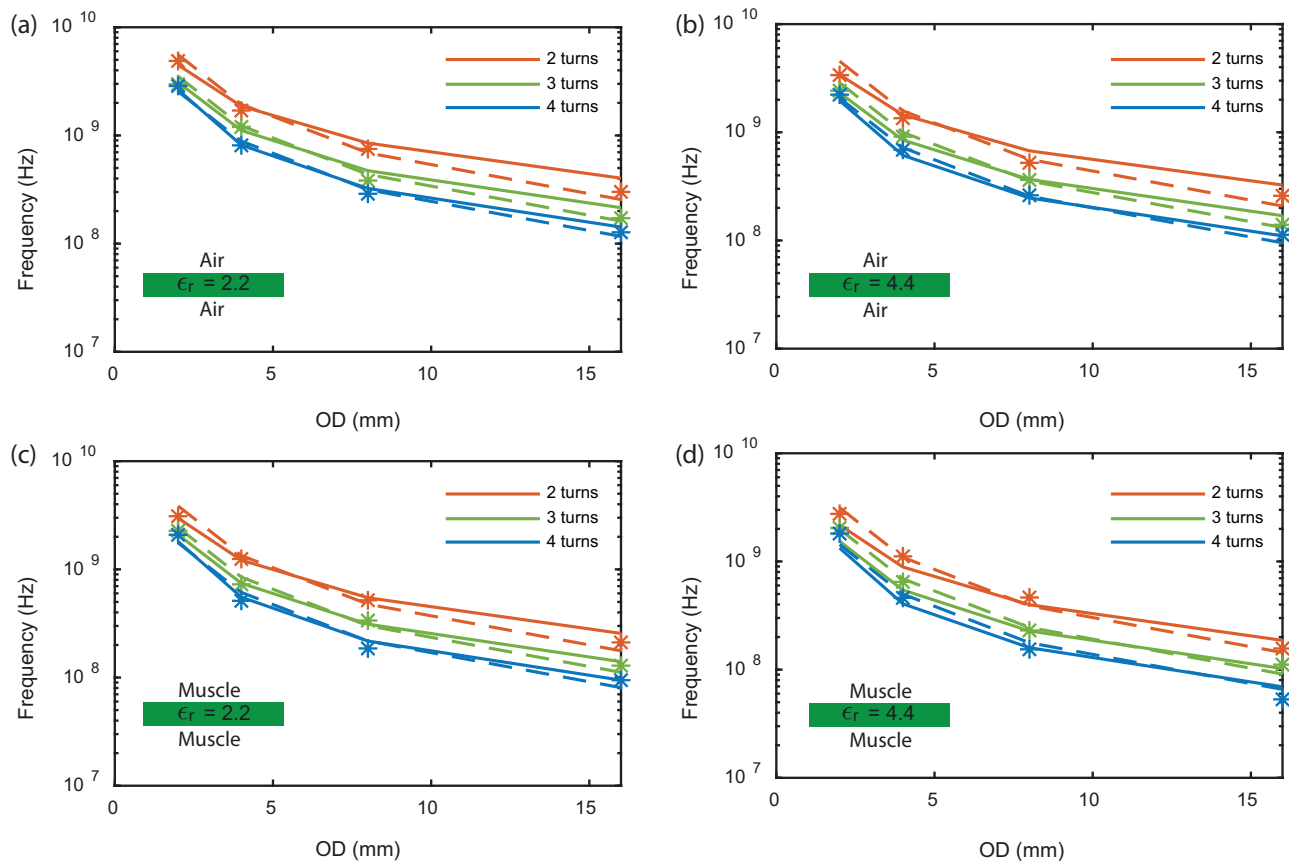 (a)
10 10
10 9
10 8
10 7
Frequency (Hz)
2 turns
3 turns
4 turns
Air
ϵr = 2.2
Air
0 5 10 15
OD (mm)
(b)
10 10
10 9
10 8
10 7
Frequency (Hz)
2 turns
3 turns
4 turns
Air
ϵr = 4.4
Air
0 5 10 15
OD (mm)
(c)
10 10
10 9
10 8
10 7
Frequency (Hz)
2 turns
3 turns
4 turns
Muscle
ϵr = 2.2
Muscle
0 5 10 15
OD (mm)
(d)
10 10
10 9
10 8
10 7
Frequency (Hz)
2 turns
3 turns
4 turns
Muscle
ϵr = 4.4
Muscle
0 5 10 15
OD (mm)